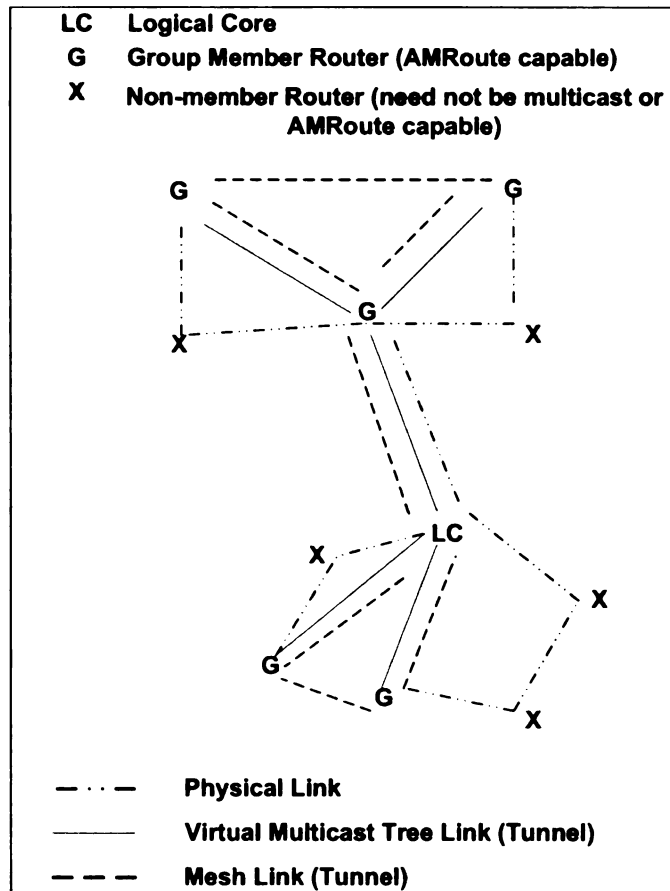 LC Logical Core
G Group Member Router (AMRoute capable)
X Non-member Router (need not be multicast or
AMRoute capable)
G G
G
X X
LC
X
X
G
G
X
Physical Link
Virtual Multicast Tree Link (Tunnel)
Mesh Link (Tunnel)